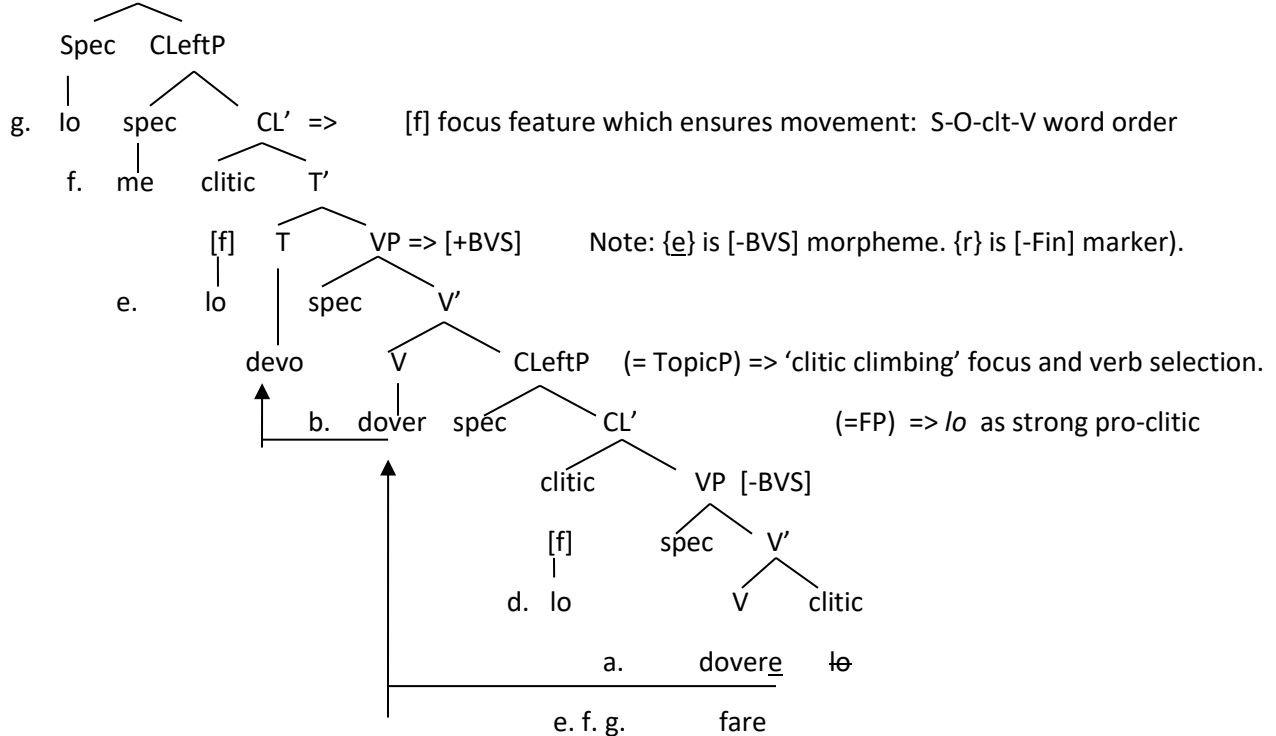 Spec CLeftP
g. lo spec CL’ => [f] focus feature which ensures movement: S-O-clt-V word order
f. me clitic T’
[f] T VP => [+BVS] Note: {e} is [-BVS] morpheme. {r} is [-Fin] marker).
e. lo spec V’
devo V CLeftP (= TopicP) => ‘clitic climbing’ focus and verb selection.
b. dover spec CL’ (=FP) => lo as strong pro-clitic
clitic VP [-BVS]
[f] spec V’
d. lo V clitic
a. dovere lo
e. f. g. fare